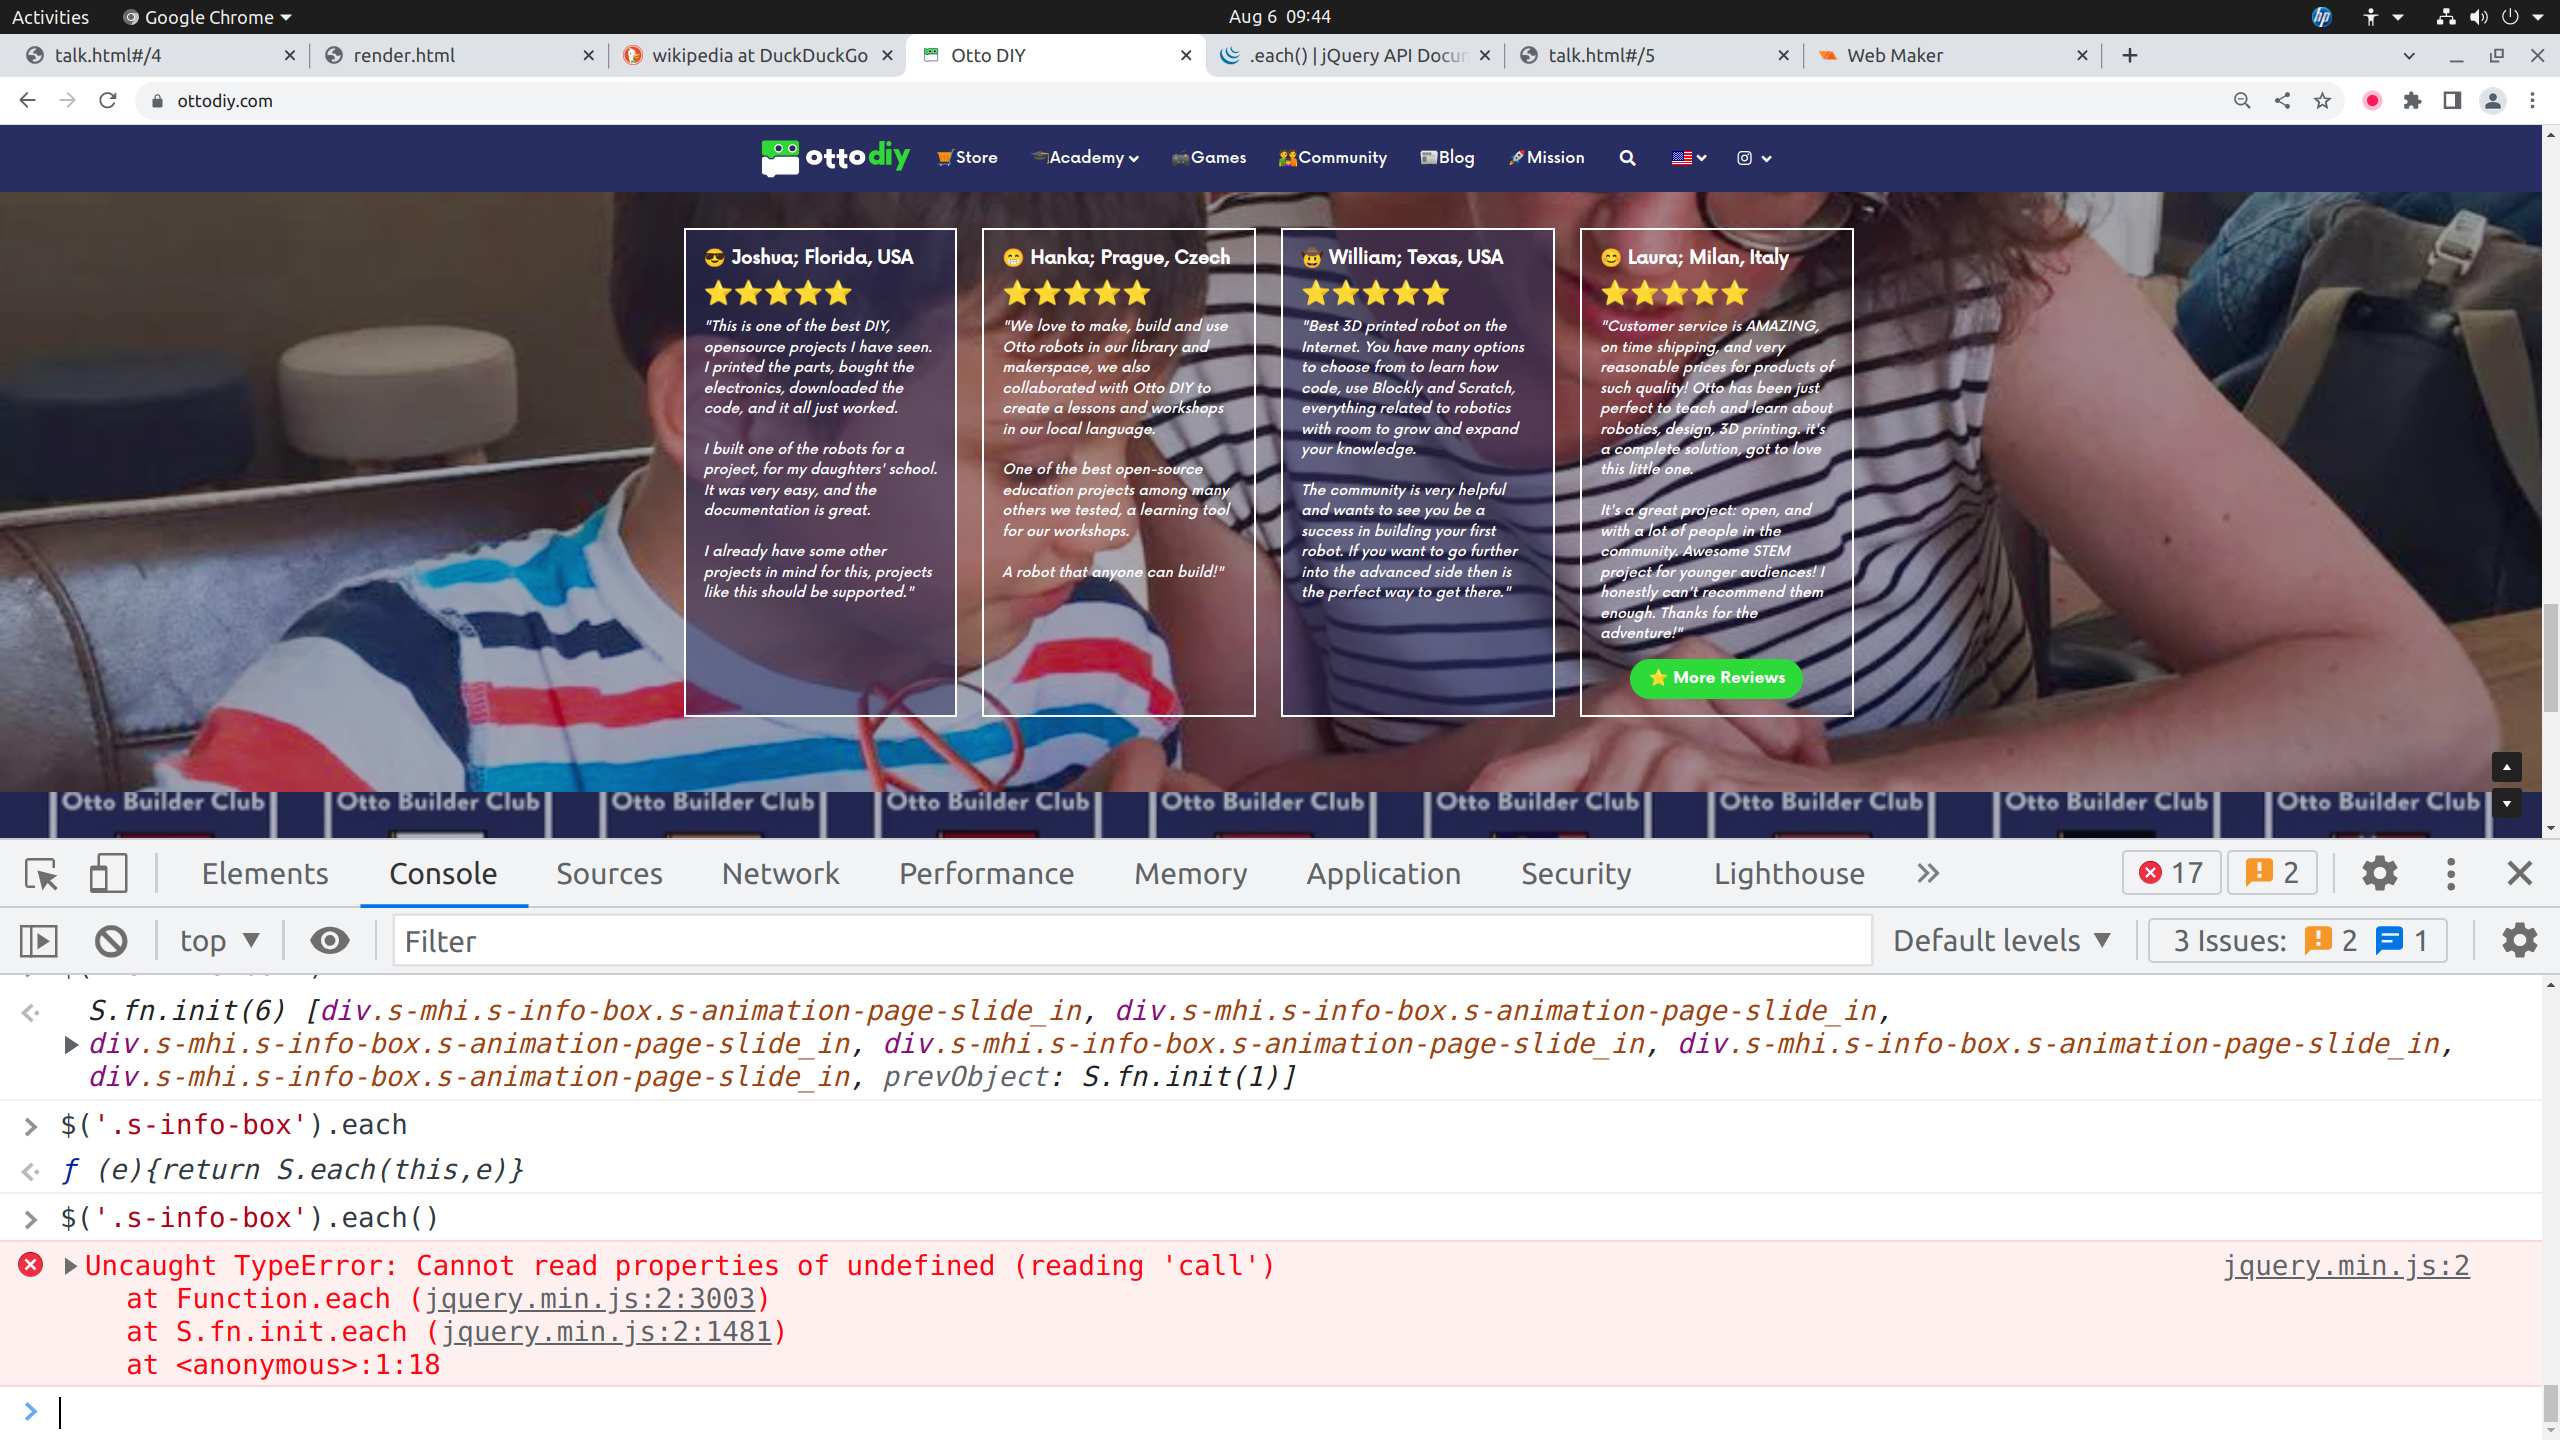 Activities
Google Chrome
Aug 6 09:44
talk.html#/4
render.html
wikipedia at DuckDuckGo
Otto DIY
.each() | jQuery API Docu
talk.html#/5
Web Maker
ottodiy.com
otto diy
Store
Academy
Games
Community
Blog
Mission
Joshua; Florida, USA
"This is one of the best DIY,
opensource projects I have seen.
I printed the parts, bought the
electronics, downloaded the
code, and it all just worked.
I built one of the robots for a
project, for my daughters' school.
It was very easy, and the
documentation is great.
I already have some other
projects in mind for this, projects
like this should be supported."
Hanka; Prague, Czech
"We love to make, build and use
Otto robots in our library and
makerspace, we also
collaborated with Otto DIY to
create a lessons and workshops
in our local language.
One of the best open-source
education projects among many
others we tested, a learning tool
for our workshops.
A robot that anyone can build!"
William; Texas, USA
"Best 3D printed robot on the
Internet. You have many options
to choose from to learn how
code, use Blockly and Scratch,
everything related to robotics
with room to grow and expand
your knowledge.
The community is very helpful
and wants to see you be a
success in building your first
robot. If you want to go further
into the advanced side then is
the perfect way to get there."
Laura; Milan, Italy
"Customer service is AMAZING,
on time shipping, and very
reasonable prices for products of
such quality! Otto has been just
perfect to teach and learn about
robotics, design, 3D printing. it's
a complete solution, got to love
this little one.
It's a great project: open, and
with a lot of people in the
community. Awesome STEM
project for younger audiences! I
honestly can't recommend them
enough. Thanks for the
adventure!"
More Reviews
Otto Builder Club
Otto Builder Club
Otto Builder Club
Otto Builder Club
Otto Builder Club
Otto Builder Club
Otto Builder Club
Otto Builder Club
Otto Builder Club
Elements
Console
Sources
Network
Performance
Memory
Application
Security
Lighthouse
17
2
top
Filter
Default levels
3 Issues: 2 1
S.fn.init(6) [div.s-mhi.s-info-box.s-animation-page-slide_in, div.s-mhi.s-info-box.s-animation-page-slide_in,
div.s-mhi.s-info-box.s-animation-page-slide_in, div.s-mhi.s-info-box.s-animation-page-slide_in, div.s-mhi.s-info-box.s-animation-page-slide_in,
div.s-mhi.s-info-box.s-animation-page-slide_in, prevObject: S.fn.init(1)]
$('.s-info-box').each
ƒ (e){return S.each(this,e)}
$('.s-info-box').each()
Uncaught TypeError: Cannot read properties of undefined (reading 'call')
jquery.min.js:2
at Function.each (jquery.min.js:2:3003)
at S.fn.init.each (jquery.min.js:2:1481)
at <anonymous>:1:18